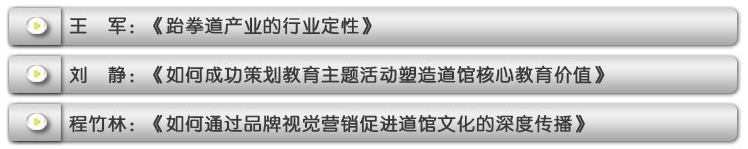 王　军：《跆拳道产业的行业定性》
刘　静：《如何成功策划教育主题活动塑造道馆核心教育价值》
程竹林：《如何通过品牌视觉营销促进道馆文化的深度传播》